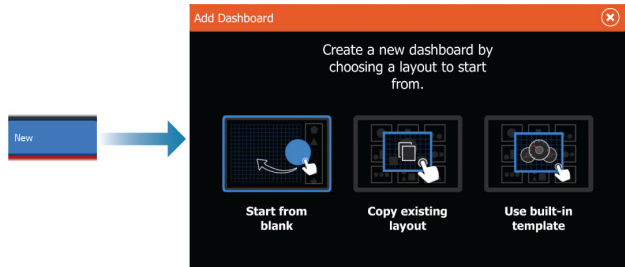 New
Add Dashboard
Create a new dashboard by
choosing a layout to start
from.
Start from
blank
Copy existing
layout
Use built-in
template